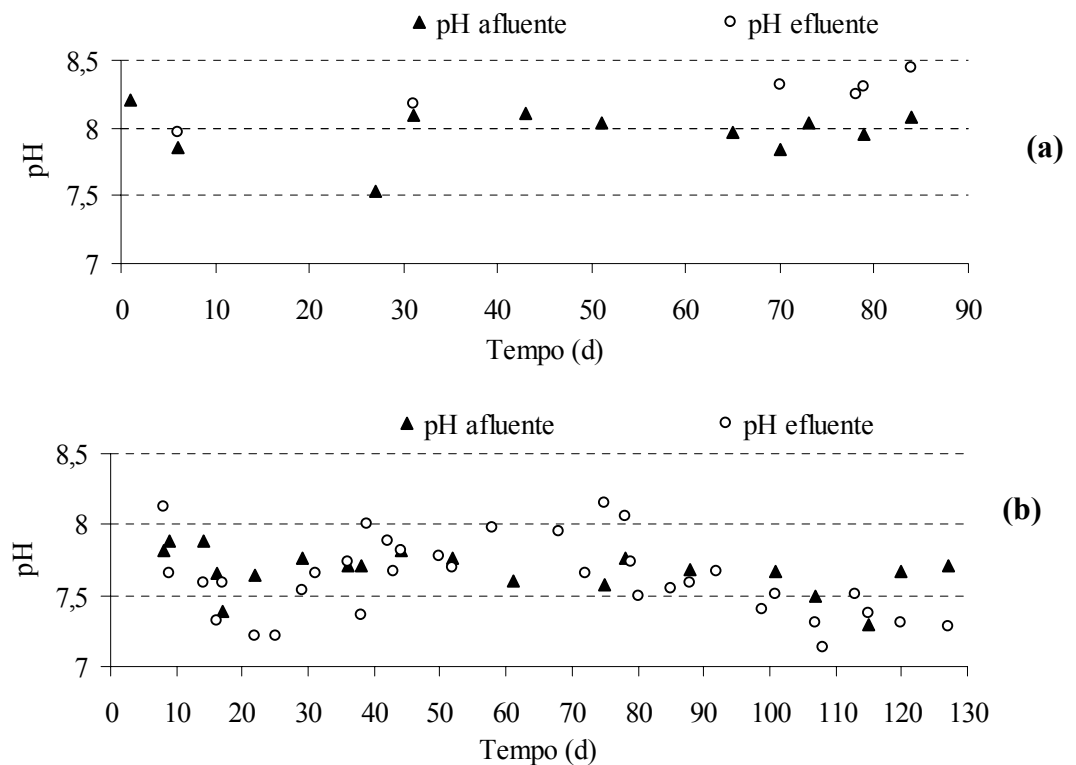 ▲ pH afluente ○ pH efluente
8,5
8
7,5
7
pH
(a)
0 10 20 30 40 50 60 70 80 90
Tempo (d)
▲ pH afluente ○ pH efluente
8,5
8
7,5
7
pH
(b)
0 10 20 30 40 50 60 70 80 90 100 110 120 130
Tempo (d)